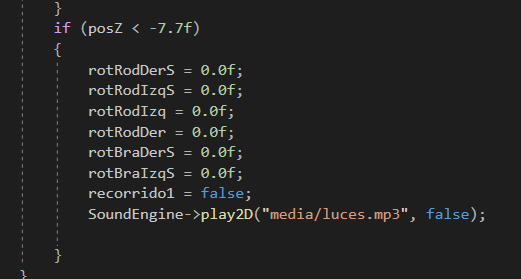 }
if (posZ < -7.7f)
{
rotRodDerS = 0.0f;
rotRodIzqS = 0.0f;
rotRodIzq = 0.0f;
rotRodDer = 0.0f;
rotBraDerS = 0.0f;
rotBraIzqS = 0.0f;
recorrido1 = false;
SoundEngine->play2D("media/luces.mp3", false);
}
}